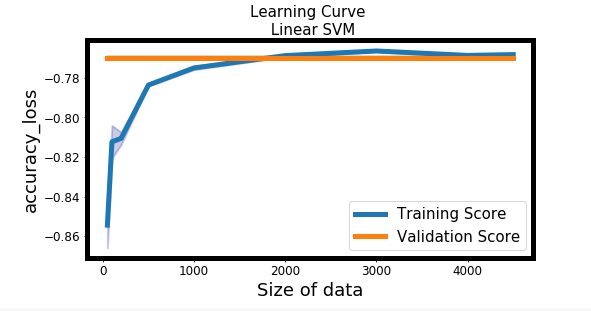 Learning Curve
Linear SVM
accuracy_loss
−0.78
−0.80
−0.82
−0.84
−0.86
0
1000
2000
3000
4000
Size of data
Training Score
Validation Score